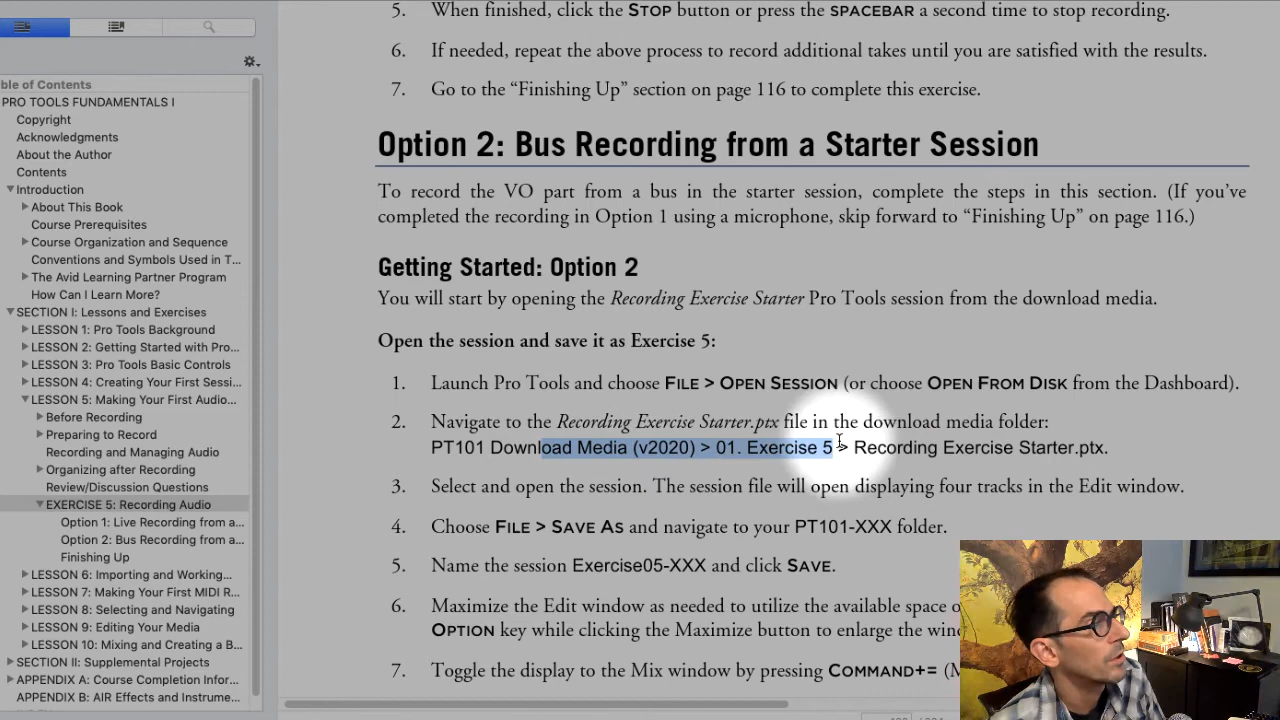 ble of Contents
PRO TOOLS FUNDAMENTALS I
Copyright
Acknowledgments
About the Author
Contents
Introduction
About This Book
Course Prerequisites
Course Organization and Sequence
Conventions and Symbols Used in T...
The Avid Learning Partner Program
How Can I Learn More?
SECTION I: Lessons and Exercises
LESSON 1: Pro Tools Background
LESSON 2: Getting Started with Pro...
LESSON 3: Pro Tools Basic Controls
LESSON 4: Creating Your First Sessi...
LESSON 5: Making Your First Audio...
Before Recording
Preparing to Record
Recording and Managing Audio
Organizing after Recording
Review/Discussion Questions
EXERCISE 5: Recording Audio
Option 1: Live Recording from a...
Option 2: Bus Recording from a...
Finishing Up
LESSON 6: Importing and Working...
LESSON 7: Making Your First MIDI R...
LESSON 8: Selecting and Navigating
LESSON 9: Editing Your Media
LESSON 10: Mixing and Creating a B...
SECTION II: Supplemental Projects
APPENDIX A: Course Completion Infor...
APPENDIX B: AIR Effects and Instrume...
5. When finished, click the STOP button or press the SPACEBAR a second time to stop recording.
6. If needed, repeat the above process to record additional takes until you are satisfied with the results.
7. Go to the “Finishing Up” section on page 116 to complete this exercise.
Option 2: Bus Recording from a Starter Session
To record the VO part from a bus in the starter session, complete the steps in this section. (If you’ve
completed the recording in Option 1 using a microphone, skip forward to “Finishing Up” on page 116.)
Getting Started: Option 2
You will start by opening the Recording Exercise Starter Pro Tools session from the download media.
Open the session and save it as Exercise 5:
1. Launch Pro Tools and choose FILE > OPEN SESSION (or choose OPEN FROM DISK from the Dashboard).
2. Navigate to the Recording Exercise Starter.ptx file in the download media folder:
PT101 Download Media (v2020) > 01. Exercise 5 > Recording Exercise Starter.ptx.
3. Select and open the session. The session file will open displaying four tracks in the Edit window.
4. Choose FILE > SAVE AS and navigate to your PT101-XXX folder.
5. Name the session Exercise05-XXX and click SAVE.
6. Maximize the Edit window as needed to utilize the available space o
OPTION key while clicking the Maximize button to enlarge the win
7. Toggle the display to the Mix window by pressing COMMAND+= (M